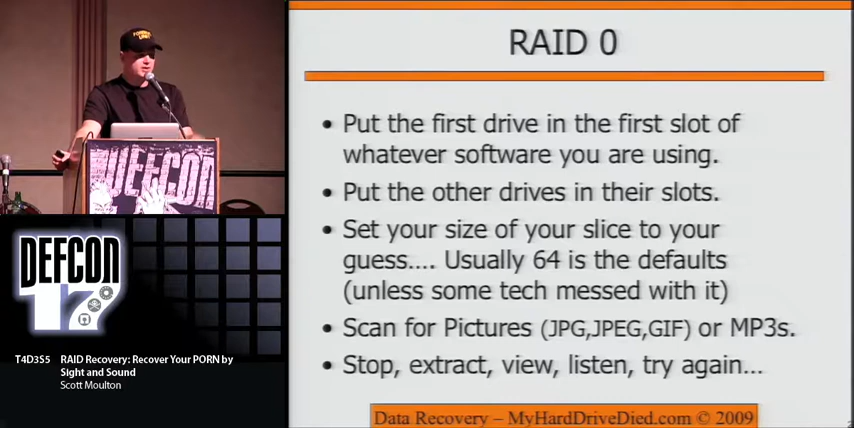 RAID 0
• Put the first drive in the first slot of
whatever software you are using.
• Put the other drives in their slots.
• Set your size of your slice to your
guess.... Usually 64 is the defaults
(unless some tech messed with it)
• Scan for Pictures (JPG,JPEG,GIF) or MP3s.
• Stop, extract, view, listen, try again...
Data Recovery – MyHardDriveDied.com © 2009
DEFCON
DEFCON
17
T4D3S5 RAID Recovery: Recover Your PORN by
Sight and Sound
Scott Moulton